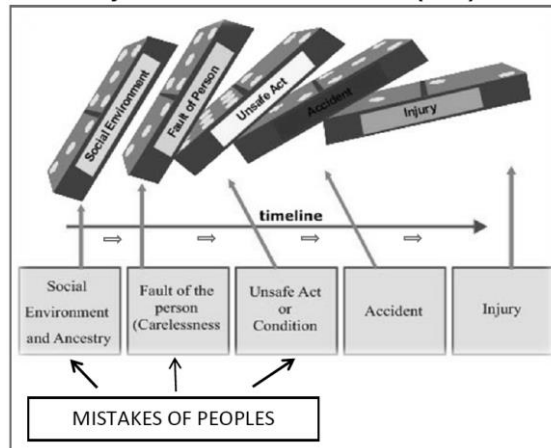 Social Environment
Fault of Person
Unsafe Act
Accident
Injury
timeline
Social
Environment
and Ancestry
Fault of the
person
(Carelessness
Unsafe Act
or
Condition
Accident
Injury
MISTAKES OF PEOPLES